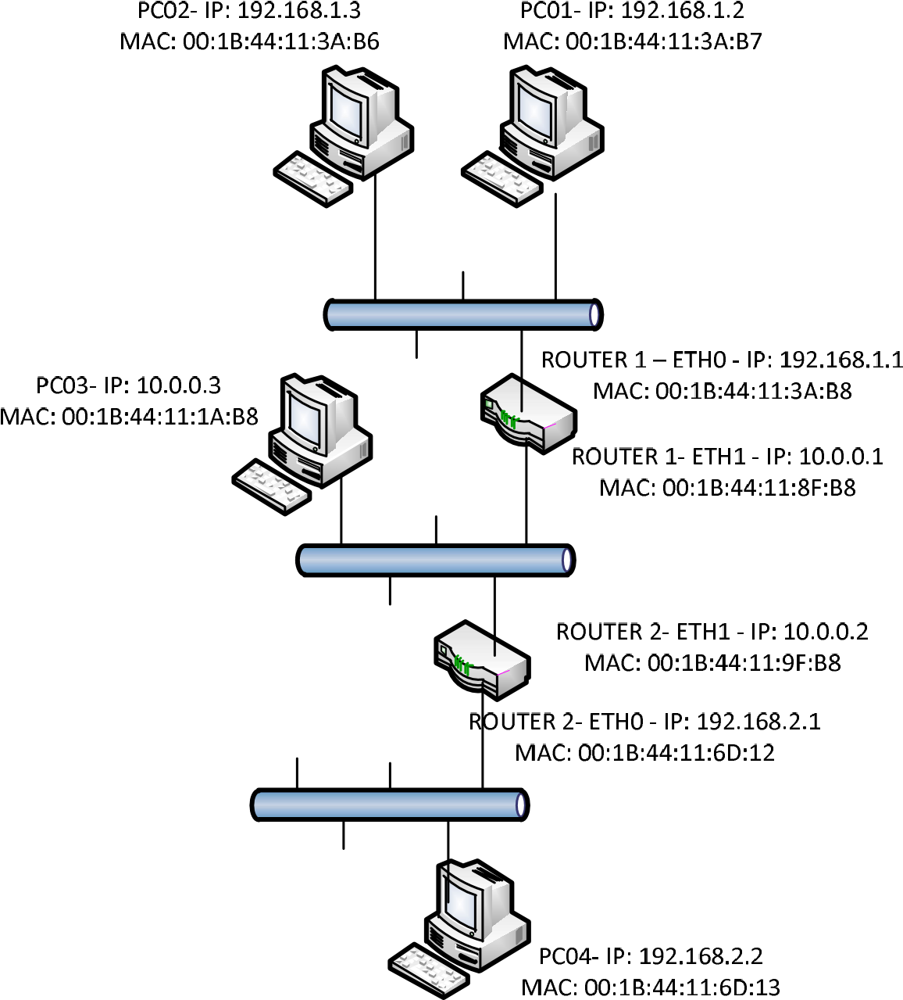 PC02- IP: 192.168.1.3
MAC: 00:1B:44:11:3A:B6
PC01- IP: 192.168.1.2
MAC: 00:1B:44:11:3A:B7
ROUTER 1 – ETH0 - IP: 192.168.1.1
MAC: 00:1B:44:11:3A:B8
PC03- IP: 10.0.0.3
MAC: 00:1B:44:11:1A:B8
ROUTER 1- ETH1 - IP: 10.0.0.1
MAC: 00:1B:44:11:8F:B8
ROUTER 2- ETH1 - IP: 10.0.0.2
MAC: 00:1B:44:11:9F:B8
ROUTER 2- ETH0 - IP: 192.168.2.1
MAC: 00:1B:44:11:6D:12
PC04- IP: 192.168.2.2
MAC: 00:1B:44:11:6D:13